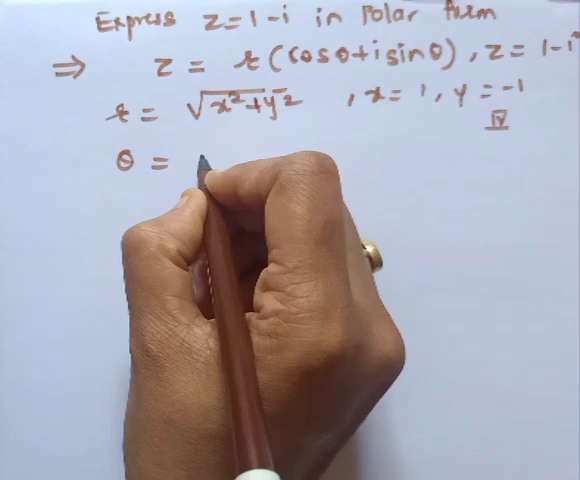 Express z=1-i in Polar form
⇒ z = r(cosθ+isinθ), z = 1-i
r = √x²+y² , x=1, y=-1
IV
θ =